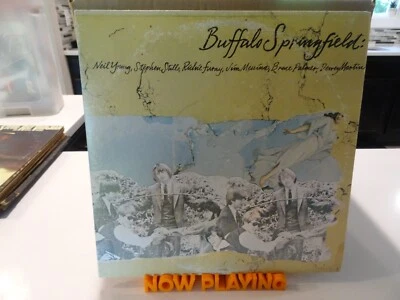 Buffalo Springfield:
Neil Young, Stephen Stills, Richie Furay, Jim Messina, Bruce Palmer, Dewey Martin
NOW PLAYING